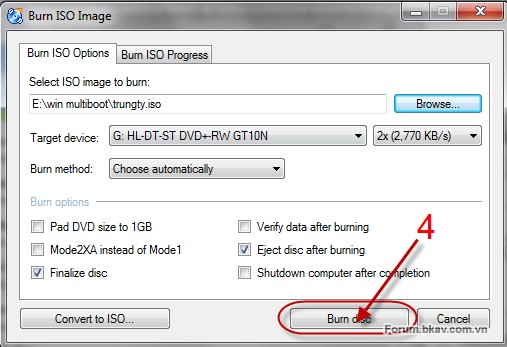 Burn ISO Image
Burn ISO Options Burn ISO Progress
Select ISO image to burn:
E:\win multiboot\trungty.iso Browse...
Target device: G: HL-DT-ST DVD+-RW GT10N 2x (2,770 KB/s)
Burn method: Choose automatically
Burn options
Pad DVD size to 1GB Verify data after burning
4
Mode2XA instead of Mode1 Eject disc after burning
Finalize disc Shutdown computer after completion
Convert to ISO... Burn disc Cancel
Forum.bkav.com.vn